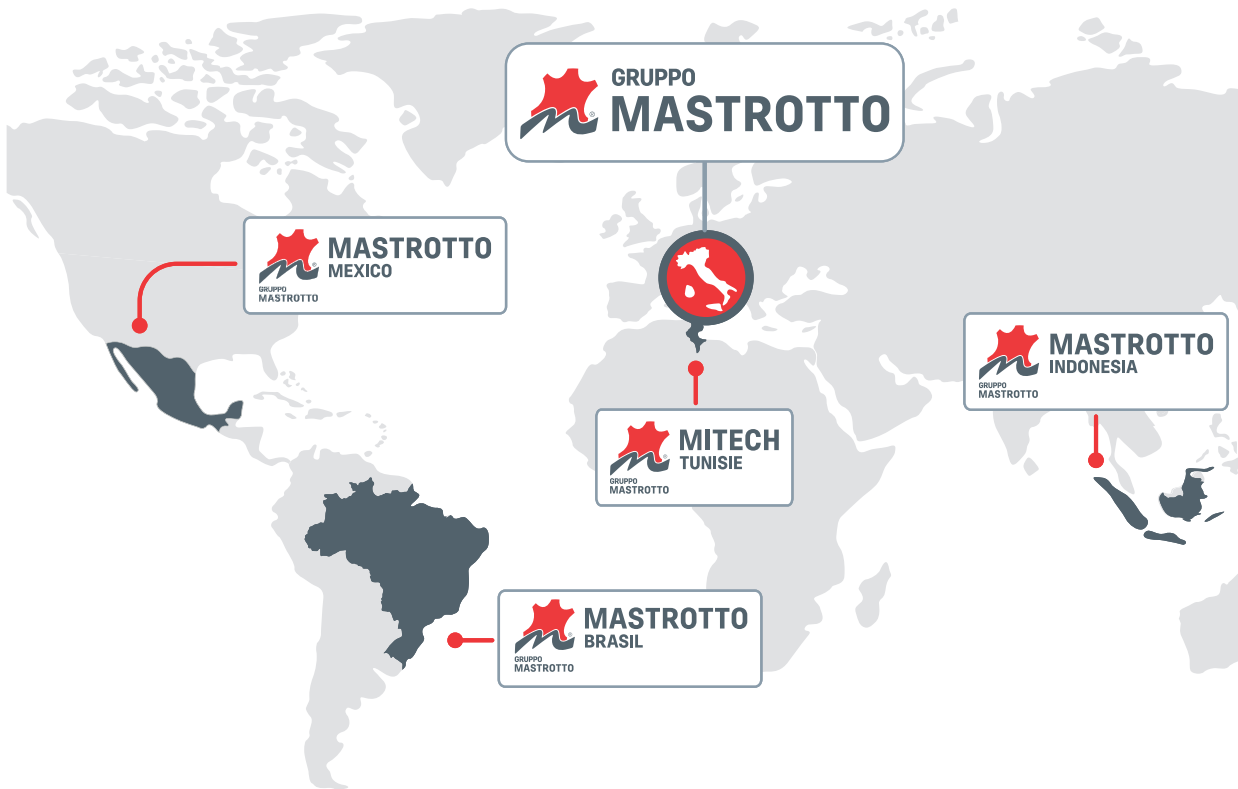 GRUPPO
MASTROTTO
®
MASTROTTO
MEXICO
®
GRUPPO
MASTROTTO
MASTROTTO
INDONESIA
®
GRUPPO
MASTROTTO
MITECH
TUNISIE
®
GRUPPO
MASTROTTO
MASTROTTO
BRASIL
®
GRUPPO
MASTROTTO